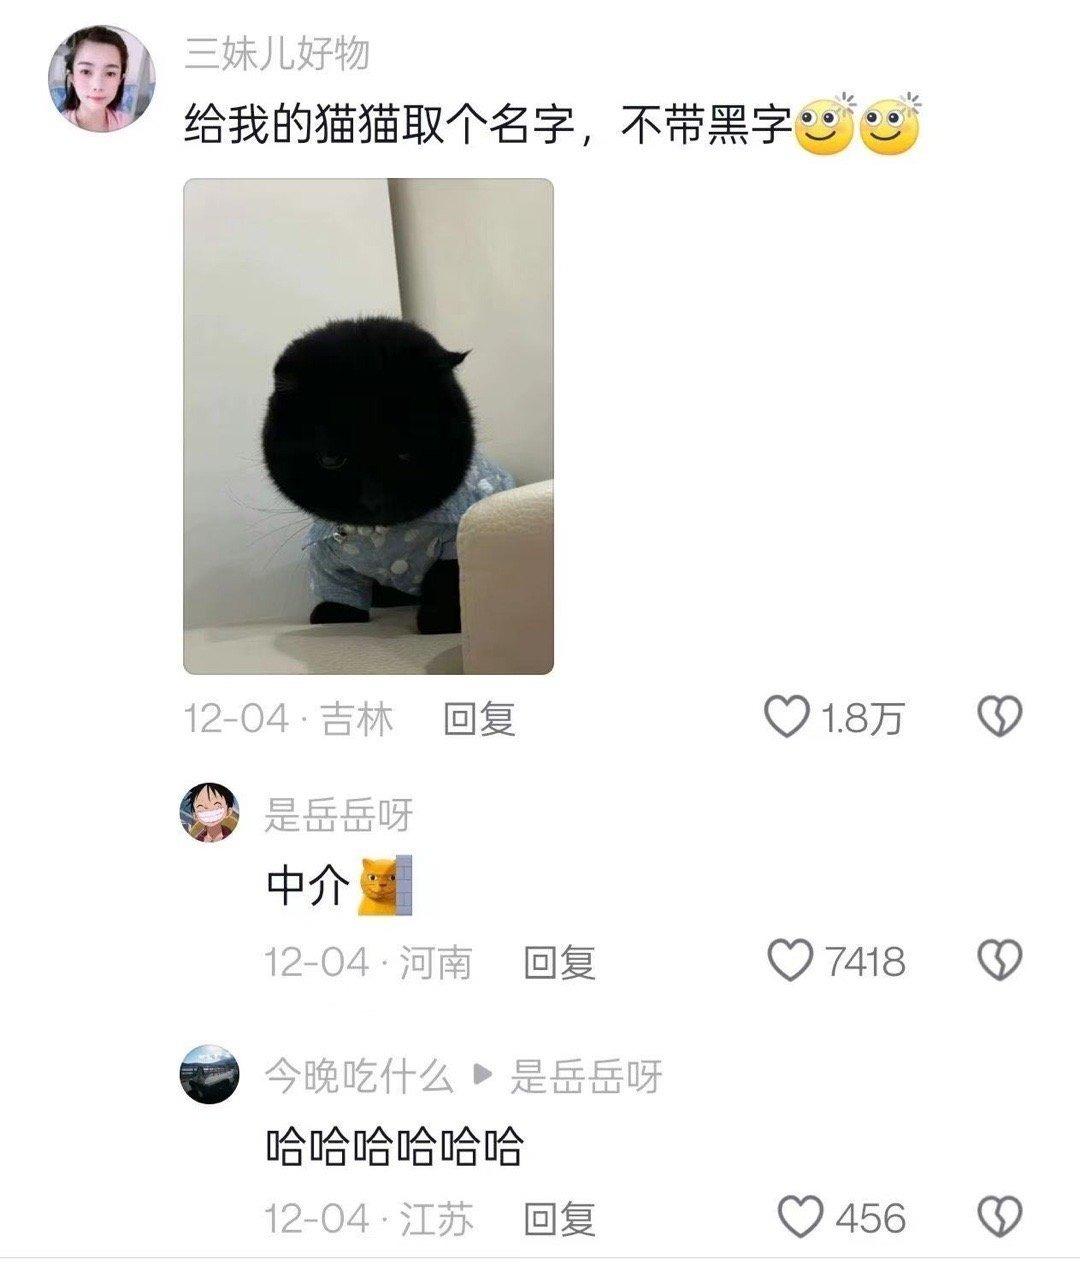 三妹儿好物
给我的猫猫取个名字，不带黑字
12-04 · 吉林 回复 1.8万
是岳岳呀
中介
12-04 · 河南 回复 7418
今晚吃什么 ▶ 是岳岳呀
哈哈哈哈哈哈
12-04 · 江苏 回复 456